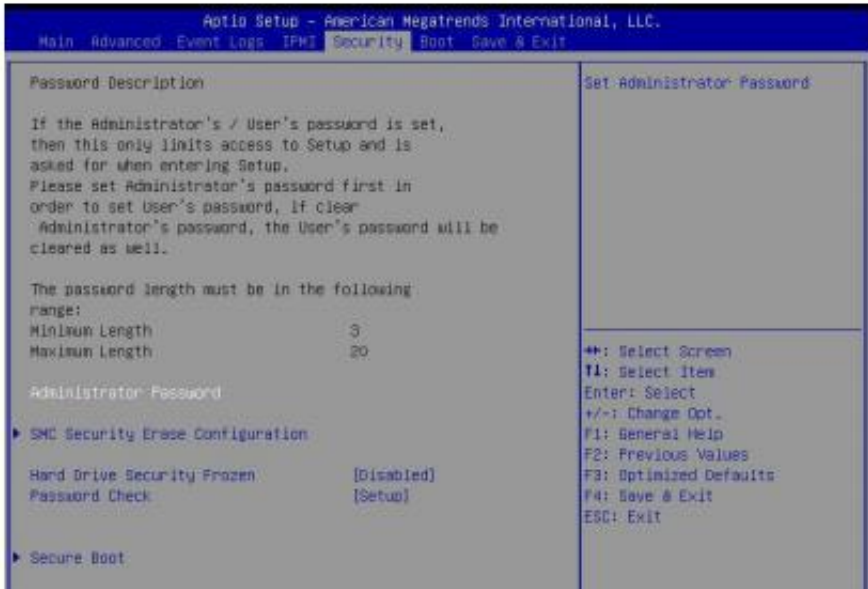 Aptio Setup – American Megatrends International, LLC.
Main Advanced Event Logs IPMI Security Boot Save & Exit
Password Description
If the Administrator's / User's password is set,
then this only limits access to Setup and is
asked for when entering Setup.
Please set Administrator's password first in
order to set User's password, if clear
Administrator's password, the User's password will be
cleared as well.
The password length must be in the following
range:
Minimum Length 3
Maximum Length 20
Administrator Password
SMC Security Erase Configuration
Hard Drive Security Frozen [Disabled]
Password Check [Setup]
Secure Boot
Set Administrator Password
↔: Select Screen
↑↓: Select Item
Enter: Select
+/-: Change Opt.
F1: General Help
F2: Previous Values
F3: Optimized Defaults
F4: Save & Exit
ESC: Exit